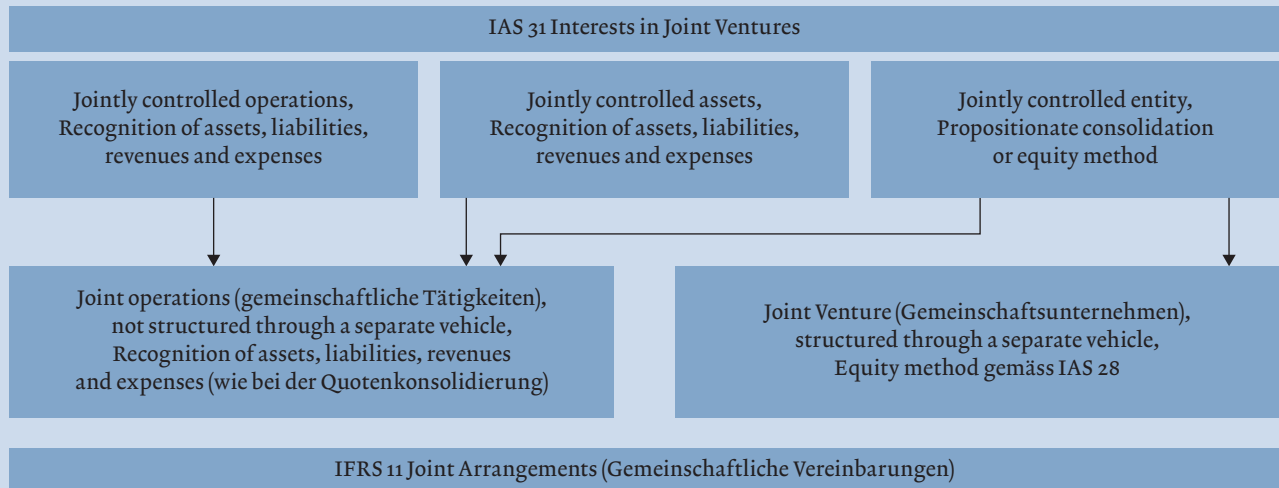 IAS 31 Interests in Joint Ventures
Jointly controlled operations,
Recognition of assets, liabilities,
revenues and expenses
Jointly controlled assets,
Recognition of assets, liabilities,
revenues and expenses
Jointly controlled entity,
Propositionate consolidation
or equity method
Joint operations (gemeinschaftliche Tätigkeiten),
not structured through a separate vehicle,
Recognition of assets, liabilities, revenues
and expenses (wie bei der Quotenkonsolidierung)
Joint Venture (Gemeinschaftsunternehmen),
structured through a separate vehicle,
Equity method gemäss IAS 28
IFRS 11 Joint Arrangements (Gemeinschaftliche Vereinbarungen)